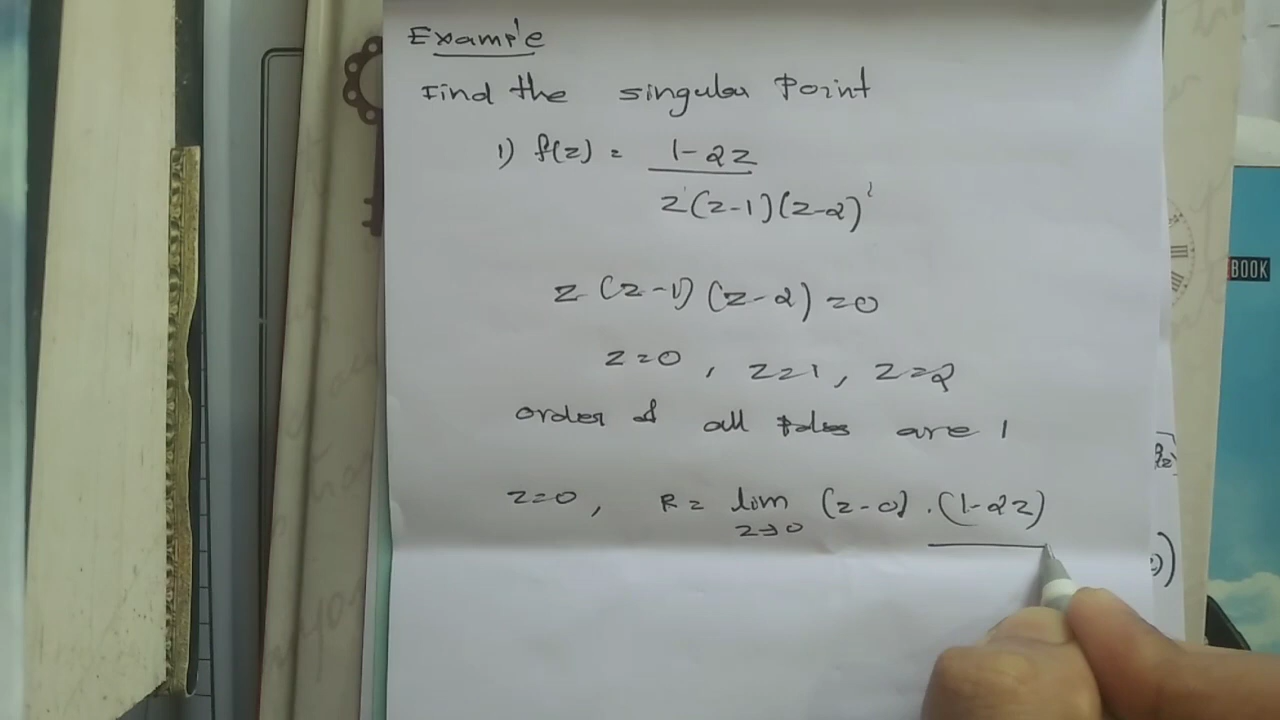 Example
Find the singular Point
1) f(z) = 1-2z / z(z-1)(z-2)
z (z-1) (z-2) = 0
z=0 , z=1 , z=2
order of all poles are 1
z=0 , R = lim z→0 (z-0) . (1-2z)
BOOK